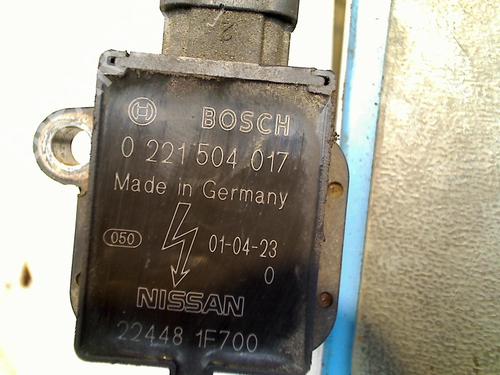 BOSCH
0 221 504 017
Made in Germany
050
01-04-23
0
NISSAN
22448 1F700